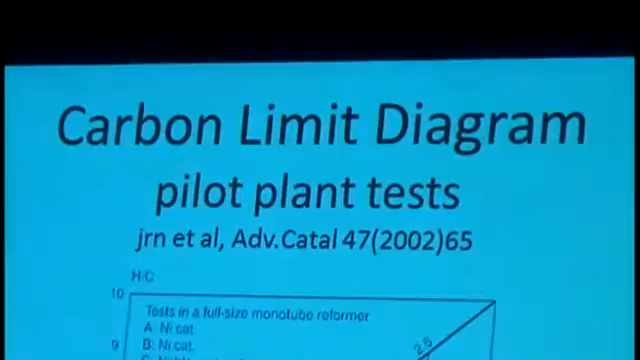 Carbon Limit Diagram
pilot plant tests
jrn et al, Adv.Catal 47(2002)65
H/C
10
Tests in a full-size monotube reformer
A: Ni cat.
9
B: Ni cat.
2.5